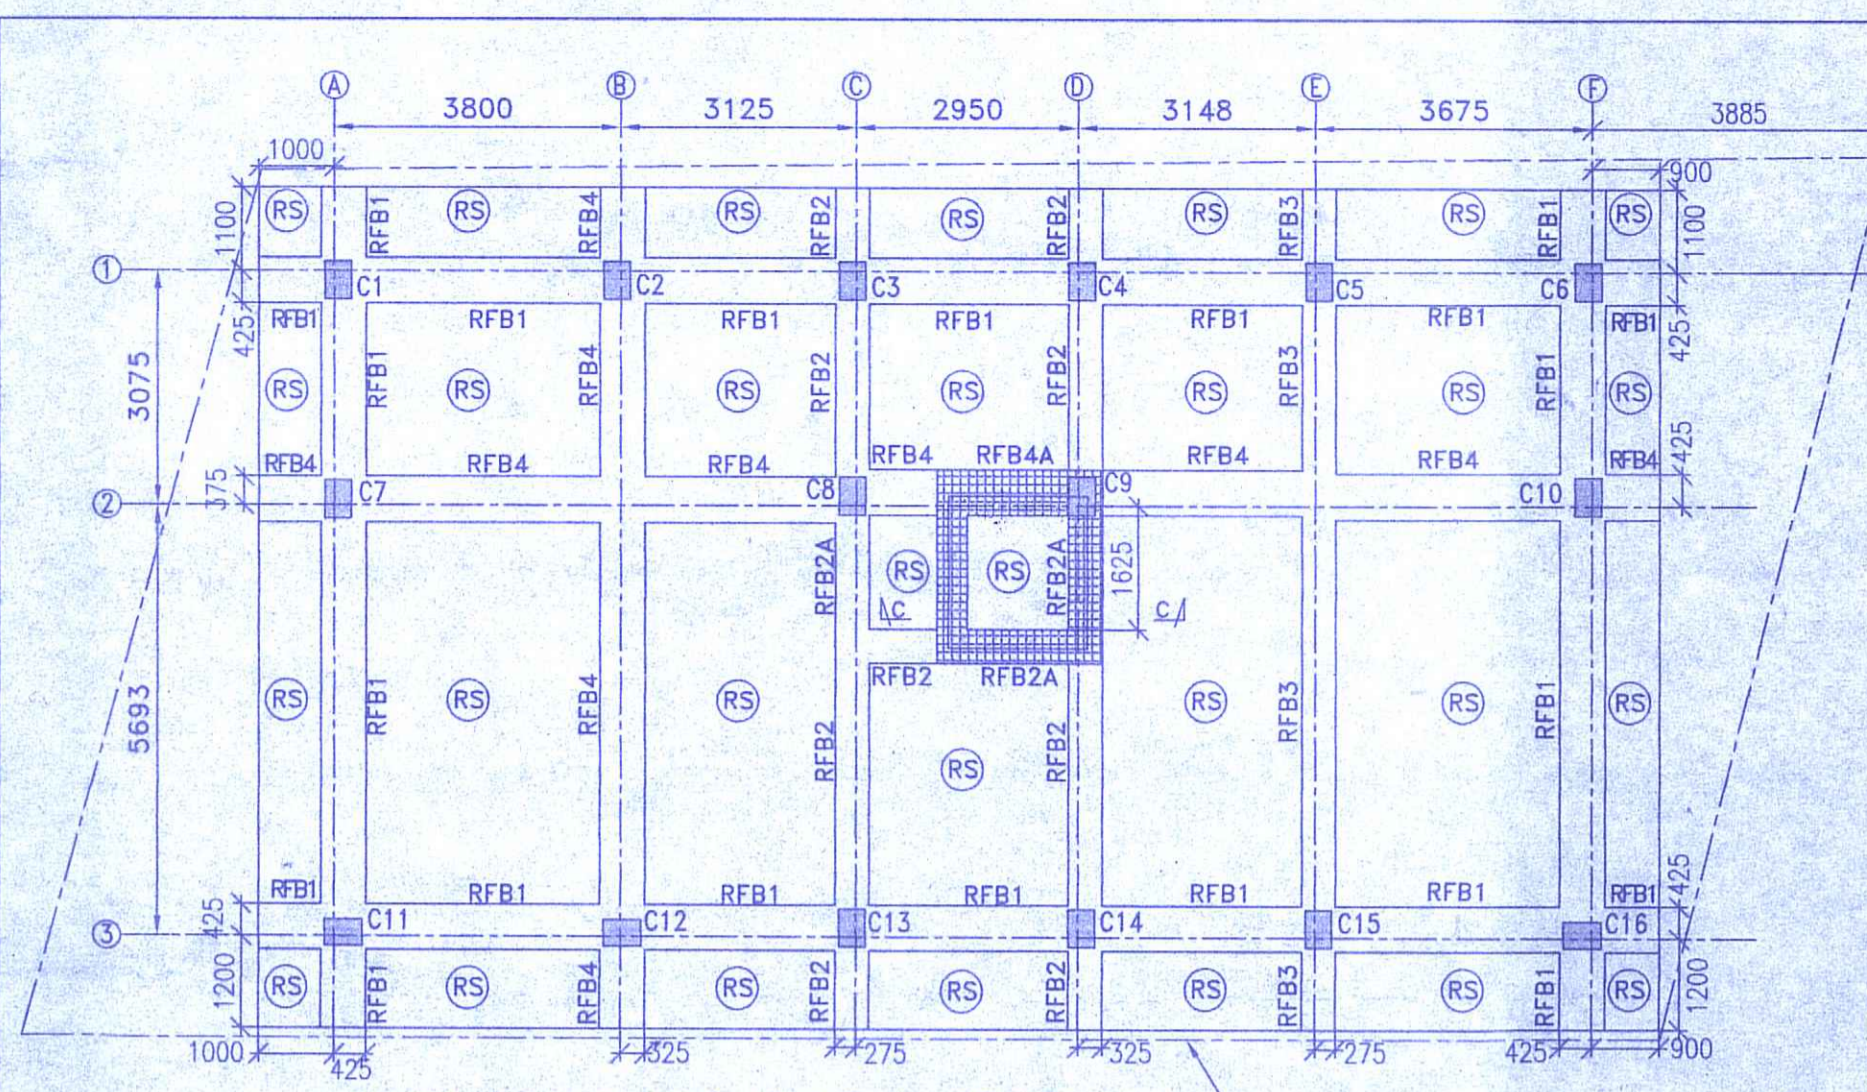 A B C D E F
3800 3125 2950 3148 3675 3885
1000 900
RS RFB1 RS RFB4 RS RFB2 RS RFB2 RS RFB3 RS RFB1 RS
1100 1100
1 C1 C2 C3 C4 C5 C6
425 RFB1 RFB1 RFB1 RFB1 RFB1 RFB1 RFB1 425
3075 RS RFB1 RS RFB4 RS RFB2 RS RFB2 RS RFB3 RS RFB1 RS
RFB4 RFB4 RFB4 RFB4 RFB4A RFB4 RFB4 RFB4 425
375
2 C7 C8 C9 C10
RFB2A RS RS RFB2A 1625
C C
RFB2 RFB2A
5693 RS RFB1 RS RFB4 RS RFB2 RFB2 RS RFB3 RS RFB1 RS
RS
RFB1 RFB1 RFB1 RFB1 RFB1 RFB1 RFB1 425
425
3 C11 C12 C13 C14 C15 C16
1200 RS RFB1 RS RFB4 RS RFB2 RS RFB2 RS RFB3 RS RFB1 RS 1200
1000 425 325 275 325 275 425 900